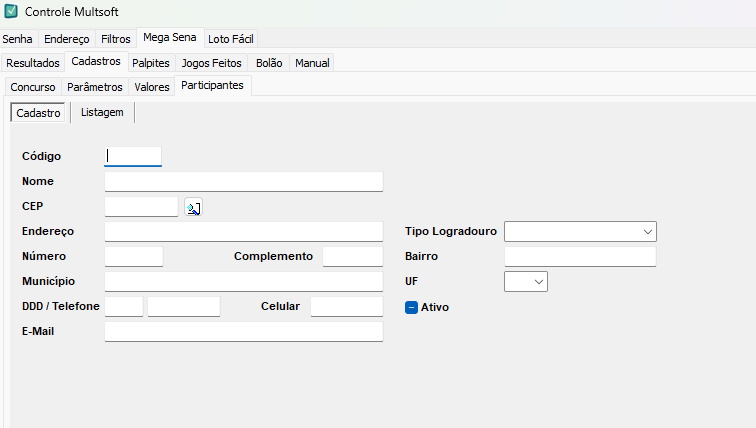 Controle Multsoft
Senha Endereço Filtros Mega Sena Loto Fácil
Resultados Cadastros Palpites Jogos Feitos Bolão Manual
Concurso Parâmetros Valores Participantes
Cadastro Listagem
Código
Nome
CEP
Endereço Tipo Logradouro
Número Complemento Bairro
Município UF
DDD / Telefone Celular Ativo
E-Mail